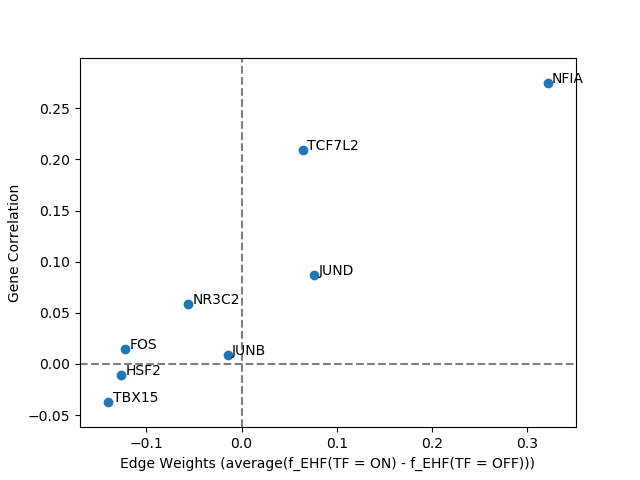 NFIA
TCF7L2
JUND
NR3C2
FOS
JUNB
HSF2
TBX15
0.25
0.20
0.15
0.10
0.05
0.00
−0.05
Gene Correlation
−0.1 0.0 0.1 0.2 0.3
Edge Weights (average(f_EHF(TF = ON) - f_EHF(TF = OFF)))